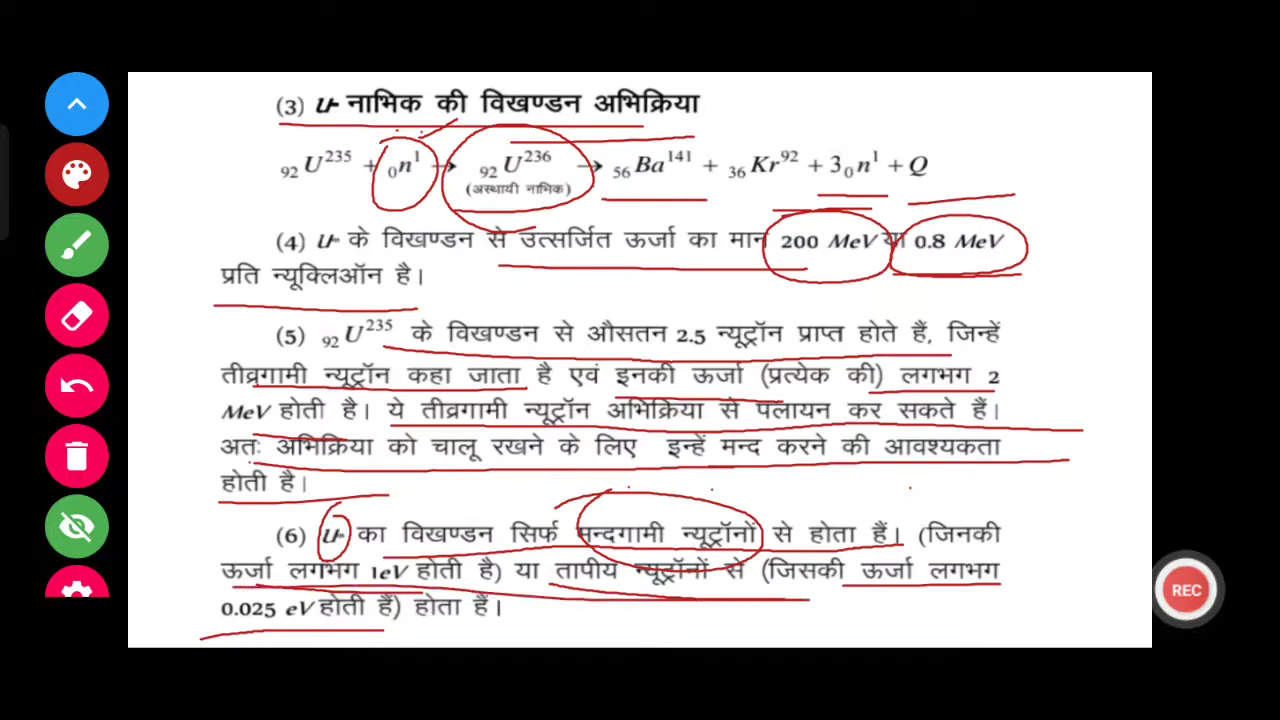 (3) U- नाभिक की विखण्डन अभिक्रिया
₉₂U²³⁵ + ₀n¹ → ₉₂U²³⁶ → ₅₆Ba¹⁴¹ + ₃₆Kr⁹² + 3₀n¹ + Q
(अस्थायी नाभिक)
(4) U- के विखण्डन से उत्सर्जित ऊर्जा का मान 200 MeV या 0.8 MeV
प्रति न्यूक्लिऑन है।
(5) ₉₂U²³⁵ के विखण्डन से औसतन 2.5 न्यूट्रॉन प्राप्त होते हैं, जिन्हें
तीव्रगामी न्यूट्रॉन कहा जाता है एवं इनकी ऊर्जा (प्रत्येक की) लगभग 2
MeV होती है। ये तीव्रगामी न्यूट्रॉन अभिक्रिया से पलायन कर सकते हैं।
अतः अभिक्रिया को चालू रखने के लिए इन्हें मन्द करने की आवश्यकता
होती है।
(6) U- का विखण्डन सिर्फ मन्दगामी न्यूट्रॉनों से होता हैं। (जिनकी
ऊर्जा लगभग 1eV होती है) या तापीय न्यूट्रॉनों से (जिसकी ऊर्जा लगभग
0.025 eV होती हैं) होता हैं।
REC